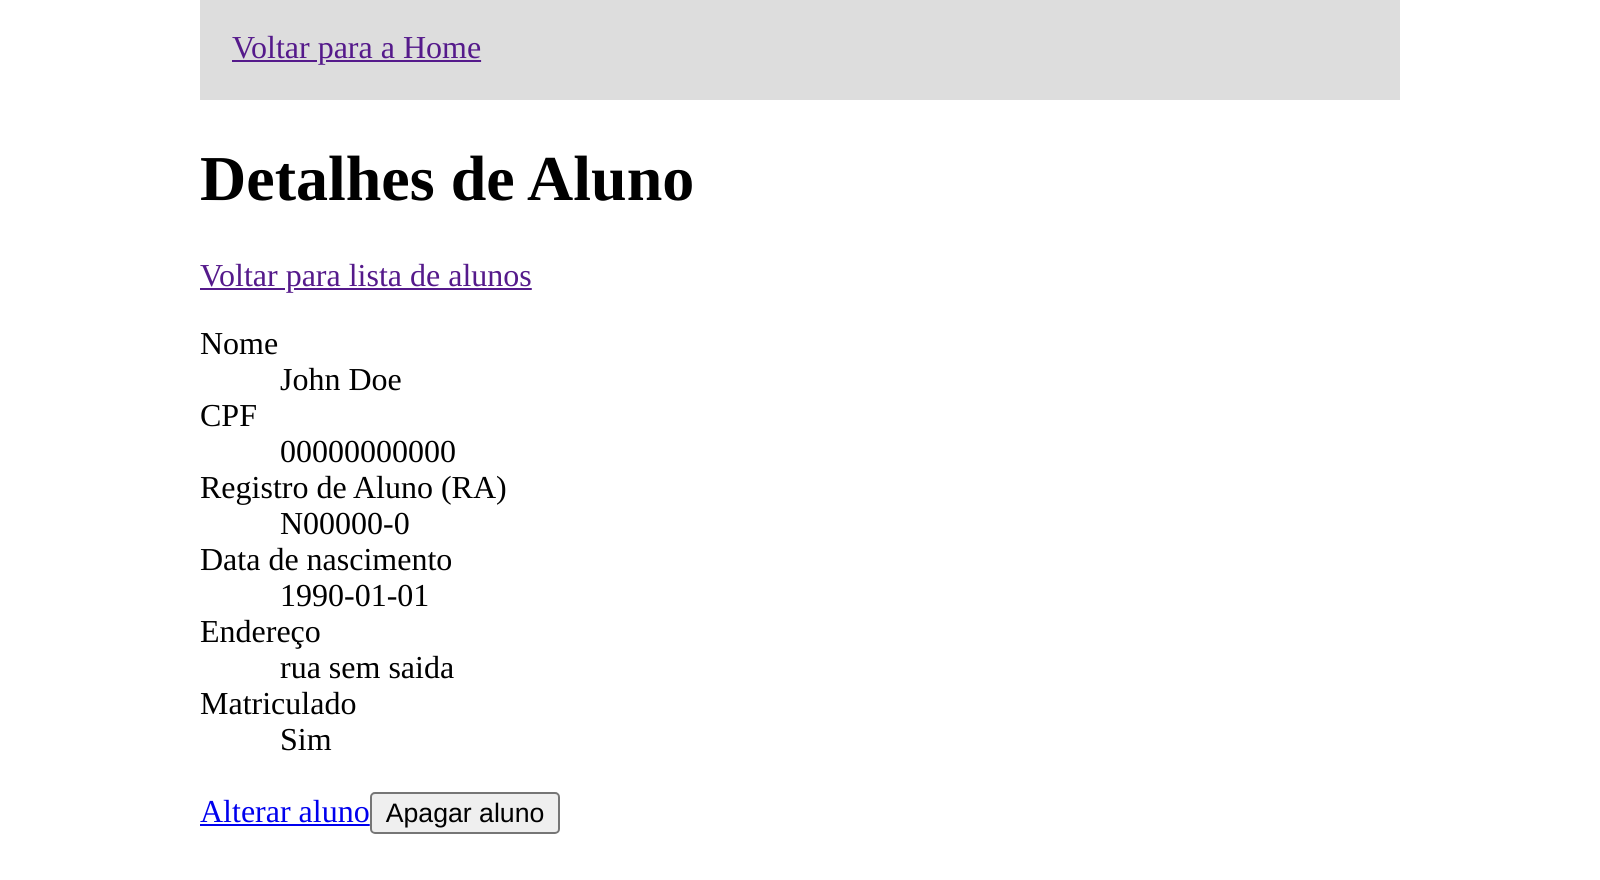 Voltar para a Home
Detalhes de Aluno
Voltar para lista de alunos
Nome
John Doe
CPF
00000000000
Registro de Aluno (RA)
N00000-0
Data de nascimento
1990-01-01
Endereço
rua sem saida
Matriculado
Sim
Alterar aluno Apagar aluno